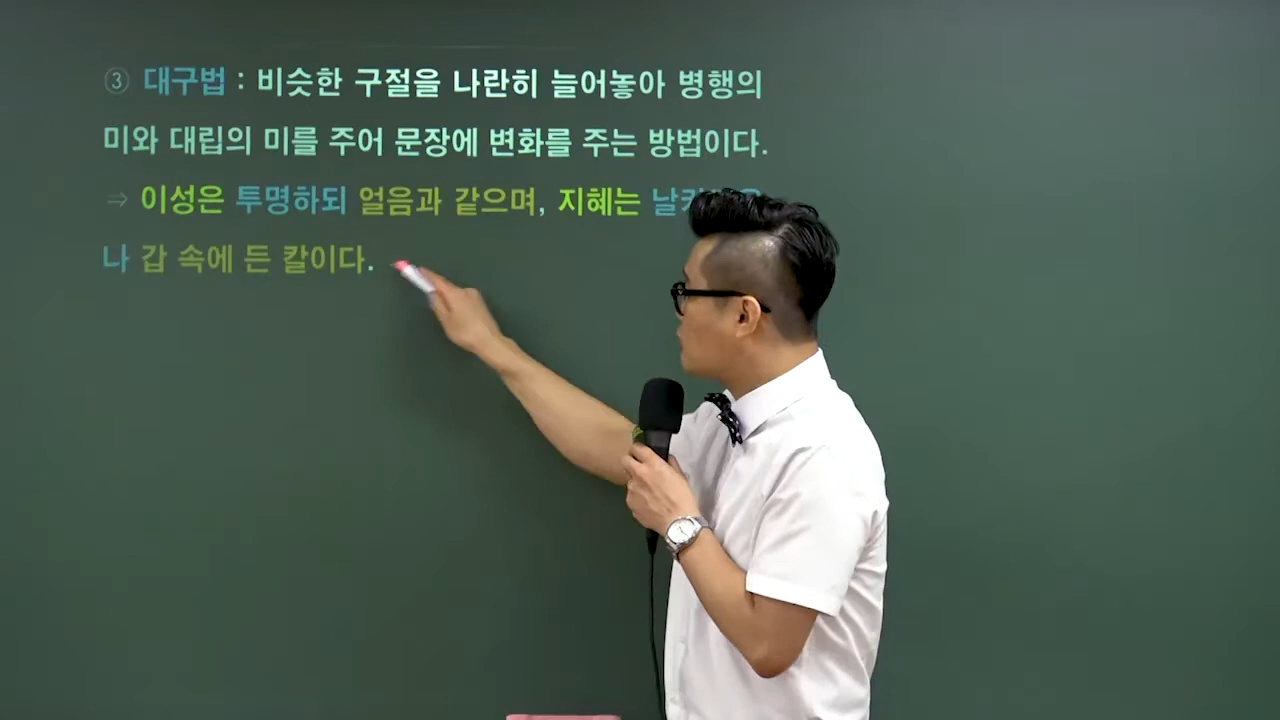 ③ 대구법 : 비슷한 구절을 나란히 늘어놓아 병행의
미와 대립의 미를 주어 문장에 변화를 주는 방법이다.
⇒ 이성은 투명하되 얼음과 같으며, 지혜는
나 갑 속에 든 칼이다.